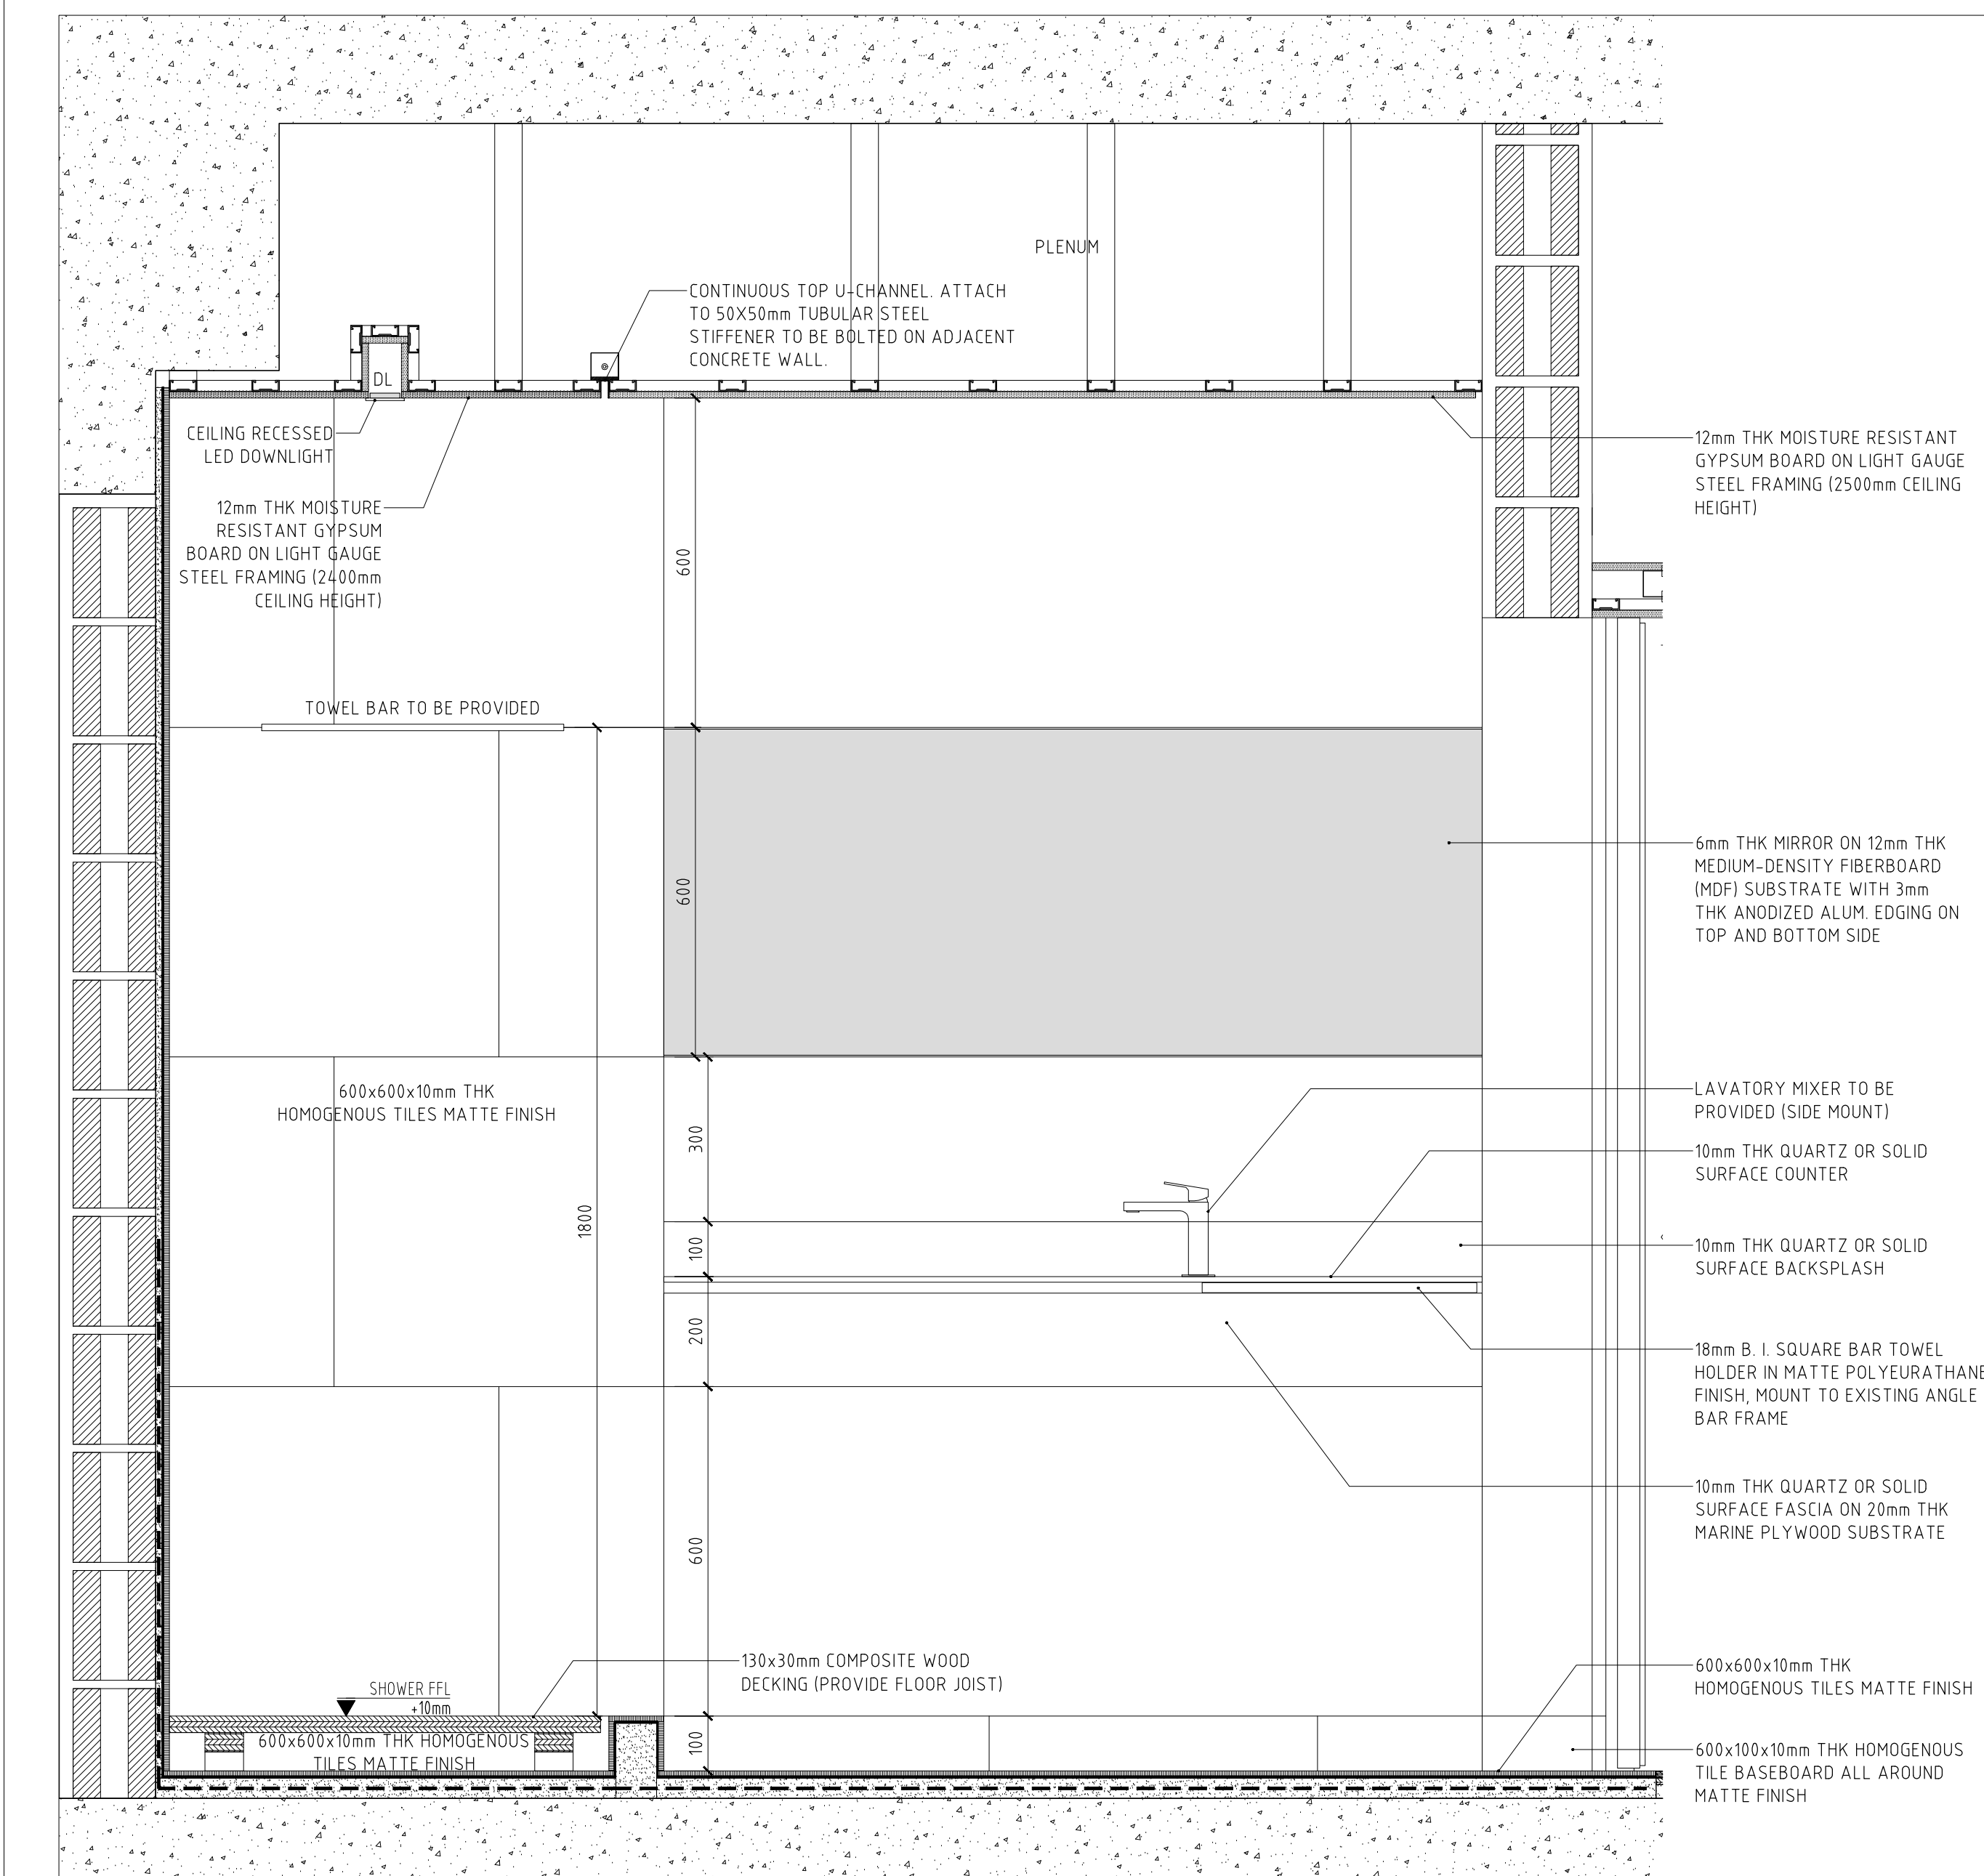 PLENUM
CONTINUOUS TOP U-CHANNEL. ATTACH
TO 50X50mm TUBULAR STEEL
STIFFENER TO BE BOLTED ON ADJACENT
CONCRETE WALL.
DL
CEILING RECESSED
LED DOWNLIGHT
12mm THK MOISTURE
RESISTANT GYPSUM
BOARD ON LIGHT GAUGE
STEEL FRAMING (2400mm
CEILING HEIGHT)
12mm THK MOISTURE RESISTANT
GYPSUM BOARD ON LIGHT GAUGE
STEEL FRAMING (2500mm CEILING
HEIGHT)
600
TOWEL BAR TO BE PROVIDED
600
6mm THK MIRROR ON 12mm THK
MEDIUM-DENSITY FIBERBOARD
(MDF) SUBSTRATE WITH 3mm
THK ANODIZED ALUM. EDGING ON
TOP AND BOTTOM SIDE
600x600x10mm THK
HOMOGENOUS TILES MATTE FINISH
300
LAVATORY MIXER TO BE
PROVIDED (SIDE MOUNT)
10mm THK QUARTZ OR SOLID
SURFACE COUNTER
1800
100
10mm THK QUARTZ OR SOLID
SURFACE BACKSPLASH
200
18mm B. I. SQUARE BAR TOWEL
HOLDER IN MATTE POLYEURATHANE
FINISH, MOUNT TO EXISTING ANGLE
BAR FRAME
10mm THK QUARTZ OR SOLID
SURFACE FASCIA ON 20mm THK
MARINE PLYWOOD SUBSTRATE
600
130x30mm COMPOSITE WOOD
DECKING (PROVIDE FLOOR JOIST)
SHOWER FFL
+10mm
600x600x10mm THK HOMOGENOUS
TILES MATTE FINISH
100
600x600x10mm THK
HOMOGENOUS TILES MATTE FINISH
600x100x10mm THK HOMOGENOUS
TILE BASEBOARD ALL AROUND
MATTE FINISH